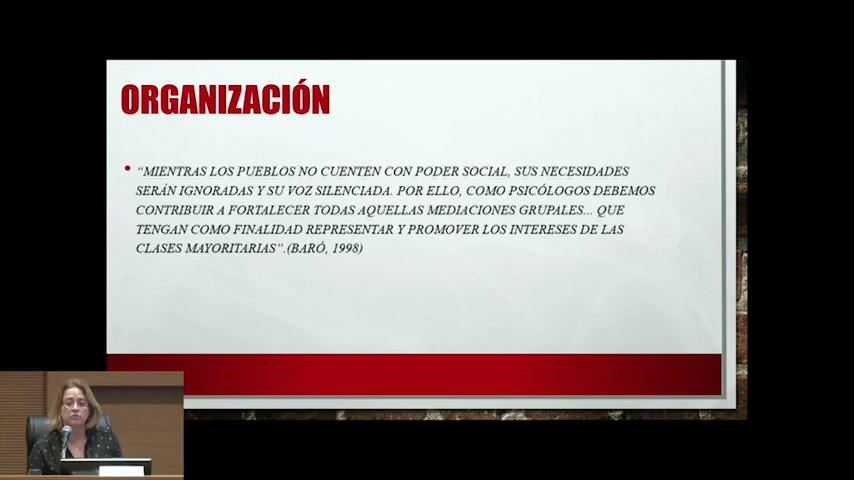 ORGANIZACIÓN
• “MIENTRAS LOS PUEBLOS NO CUENTEN CON PODER SOCIAL, SUS NECESIDADES
SERÁN IGNORADAS Y SU VOZ SILENCIADA. POR ELLO, COMO PSICÓLOGOS DEBEMOS
CONTRIBUIR A FORTALECER TODAS AQUELLAS MEDIACIONES GRUPALES... QUE
TENGAN COMO FINALIDAD REPRESENTAR Y PROMOVER LOS INTERESES DE LAS
CLASES MAYORITARIAS”.(BARÓ, 1998)